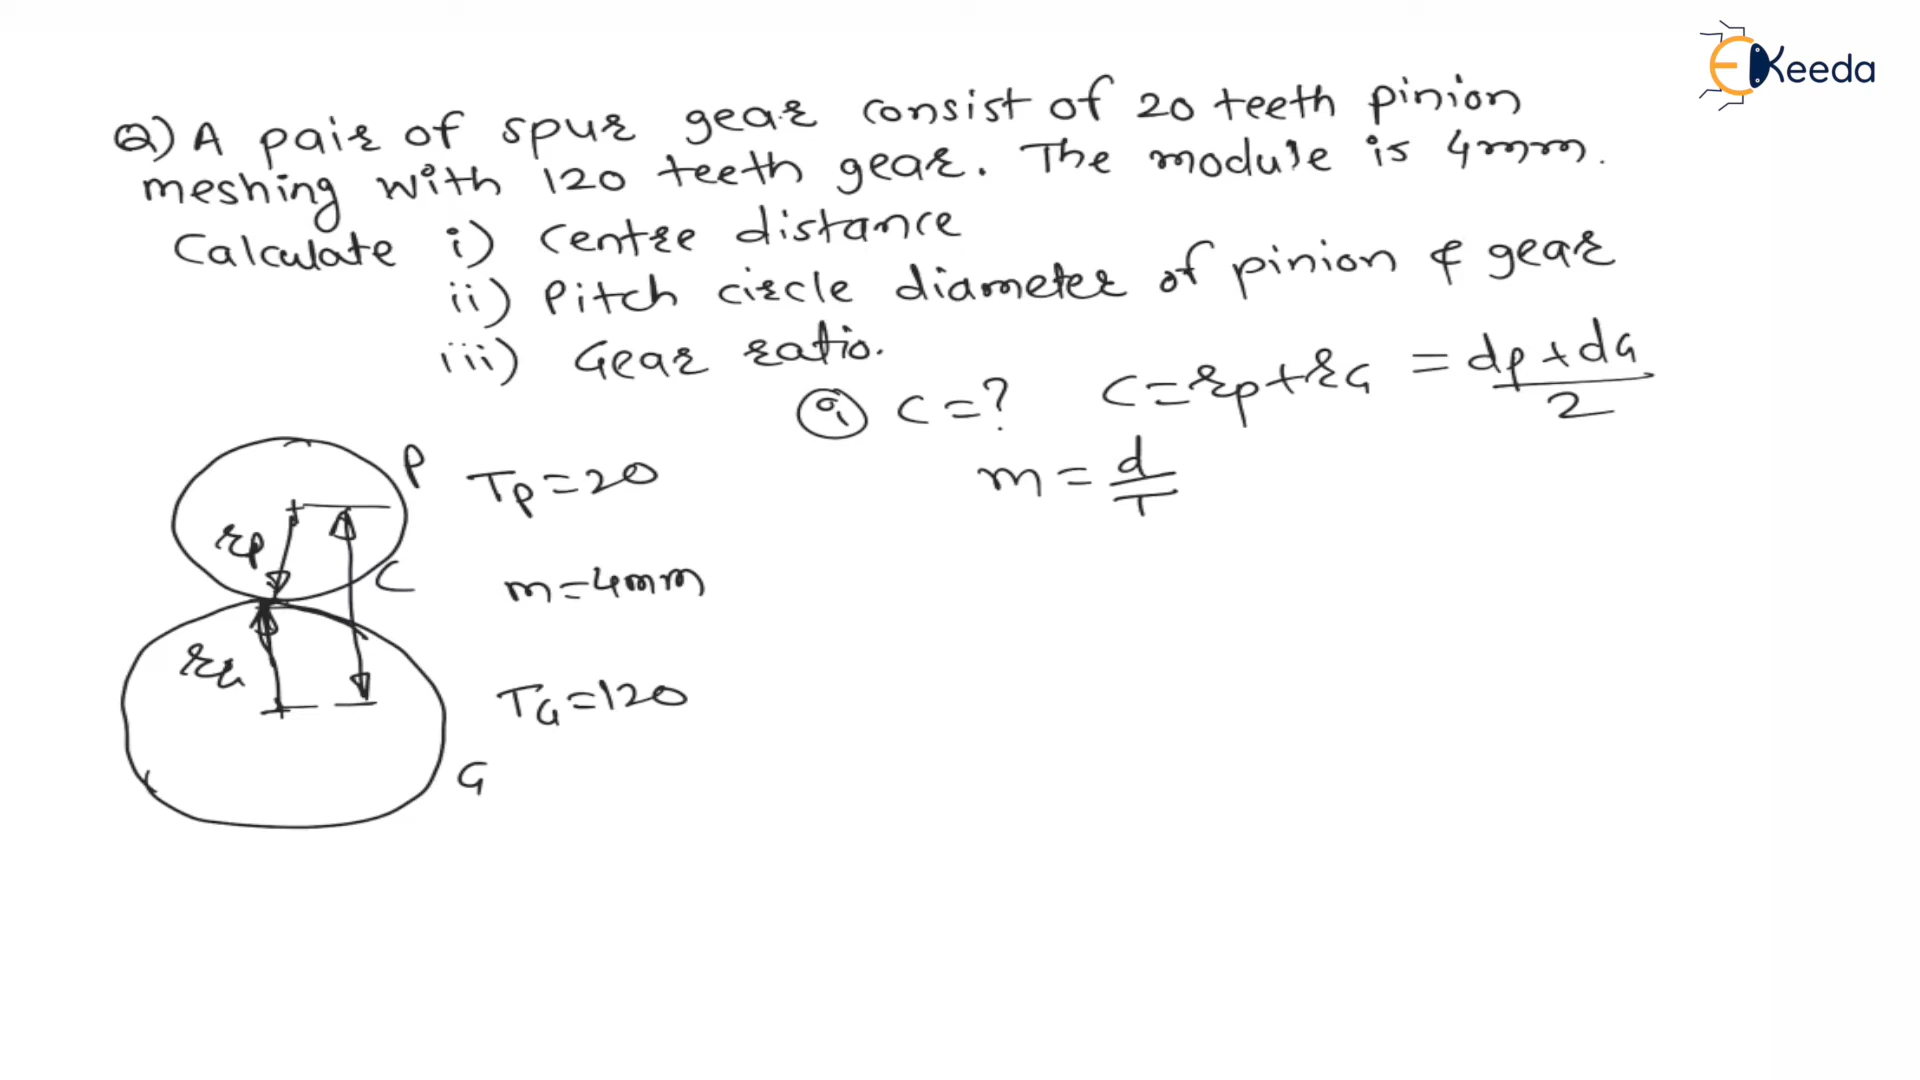 EKeeda
Q) A pair of spur gear consist of 20 teeth pinion
meshing with 120 teeth gear. The module is 4mm.
Calculate i) Centre distance
ii) Pitch circle diameter of pinion & gear
iii) Gear ratio.
a) C=? C=rp+rG = dp+dG/2
m = d/T
P
Tp=20
rp
C
m=4mm
rG
TG=120
G